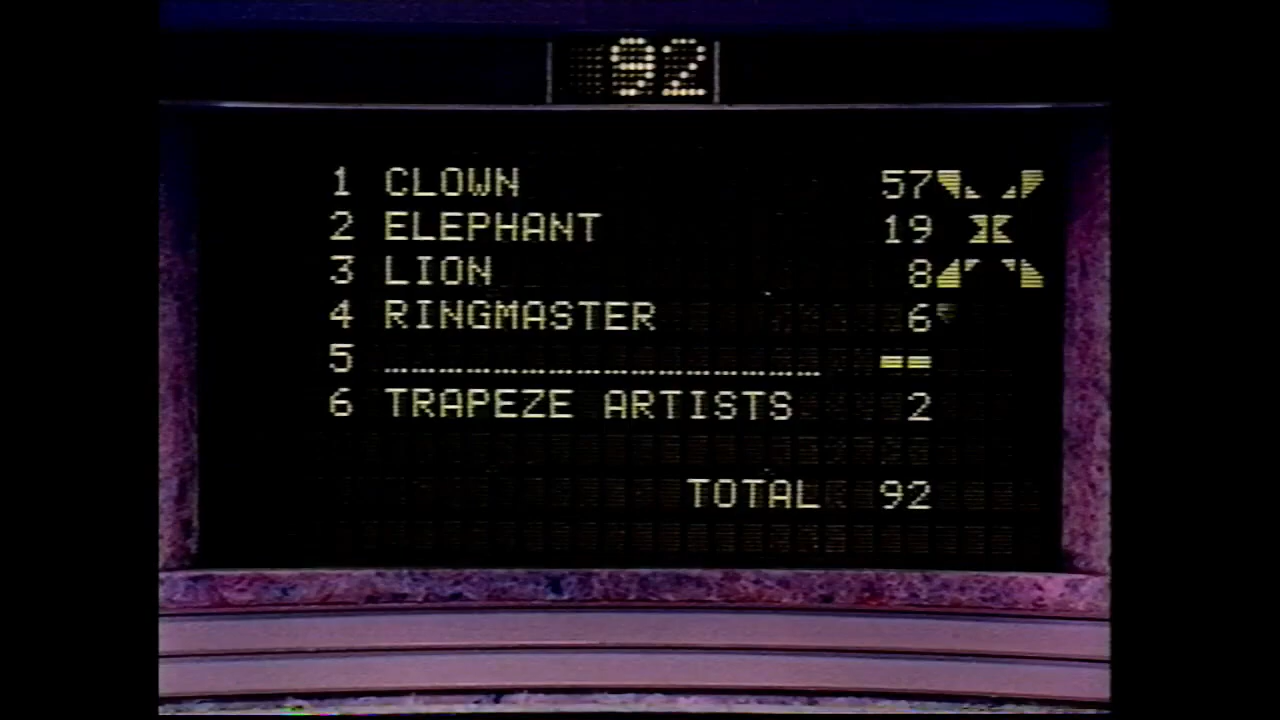 92
1 CLOWN 57
2 ELEPHANT 19
3 LION 8
4 RINGMASTER 6
5 ........................ ==
6 TRAPEZE ARTISTS 2
TOTAL 92